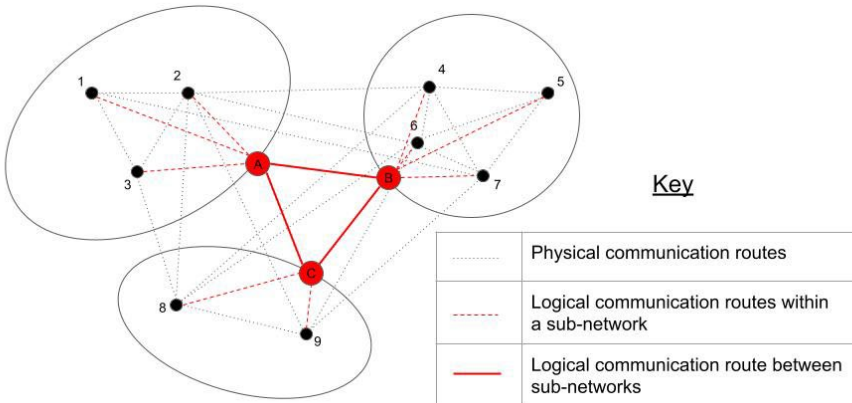 1
2
3
A
4
5
6
7
B
C
8
9
Key
Physical communication routes
Logical communication routes within
a sub-network
Logical communication route between
sub-networks